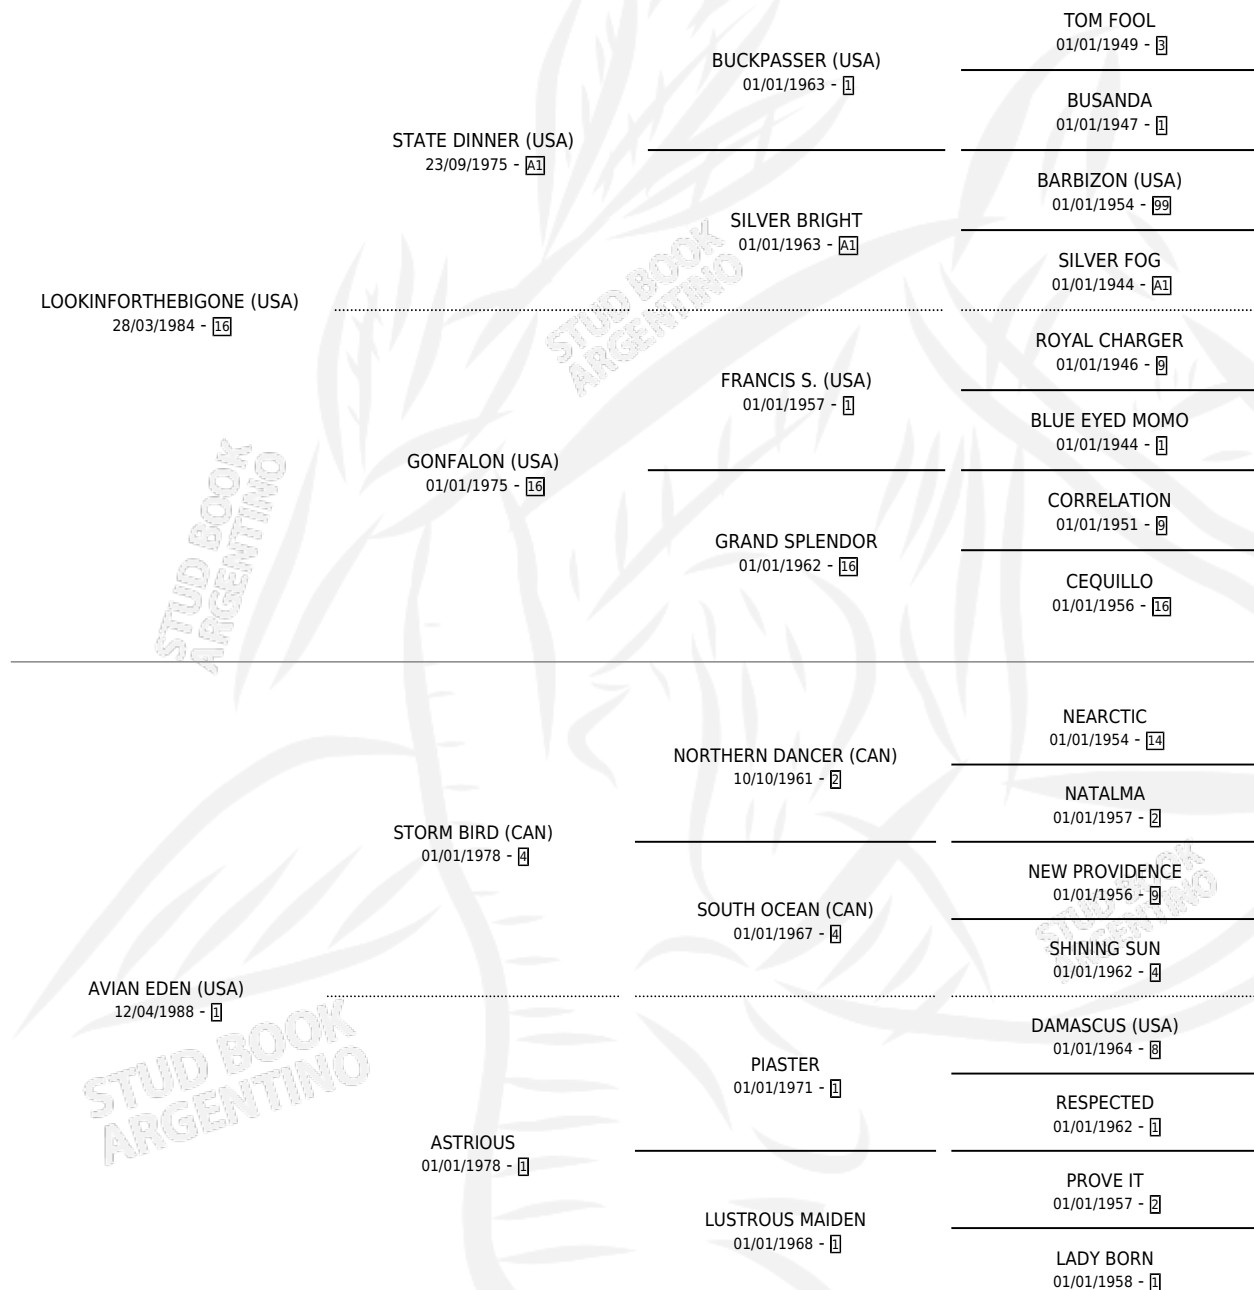 TOM FOOL
01/01/1949 - 3
BUCKPASSER (USA)
01/01/1963 - 1
BUSANDA
01/01/1947 - 1
STATE DINNER (USA)
23/09/1975 - A1
BARBIZON (USA)
01/01/1954 - 99
SILVER BRIGHT
01/01/1963 - A1
SILVER FOG
01/01/1944 - A1
LOOKINFORTHEBIGONE (USA)
28/03/1984 - 16
ROYAL CHARGER
01/01/1946 - 9
FRANCIS S. (USA)
01/01/1957 - 1
BLUE EYED MOMO
01/01/1944 - 1
GONFALON (USA)
01/01/1975 - 16
CORRELATION
01/01/1951 - 9
GRAND SPLENDOR
01/01/1962 - 16
CEQUILLO
01/01/1956 - 16
NEARCTIC
01/01/1954 - 14
NORTHERN DANCER (CAN)
10/10/1961 - 2
NATALMA
01/01/1957 - 2
STORM BIRD (CAN)
01/01/1978 - 4
NEW PROVIDENCE
01/01/1956 - 9
SOUTH OCEAN (CAN)
01/01/1967 - 4
SHINING SUN
01/01/1962 - 4
AVIAN EDEN (USA)
12/04/1988 - 1
DAMASCUS (USA)
01/01/1964 - 8
PIASTER
01/01/1971 - 1
RESPECTED
01/01/1962 - 1
ASTRIOUS
01/01/1978 - 1
PROVE IT
01/01/1957 - 2
LUSTROUS MAIDEN
01/01/1968 - 1
LADY BORN
01/01/1958 - 1
STUD BOOK
ARGENTINO
STUD BOOK
ARGENTINO
STUD BOOK
ARGENTINO
STUD BOOK
ARGENTINO